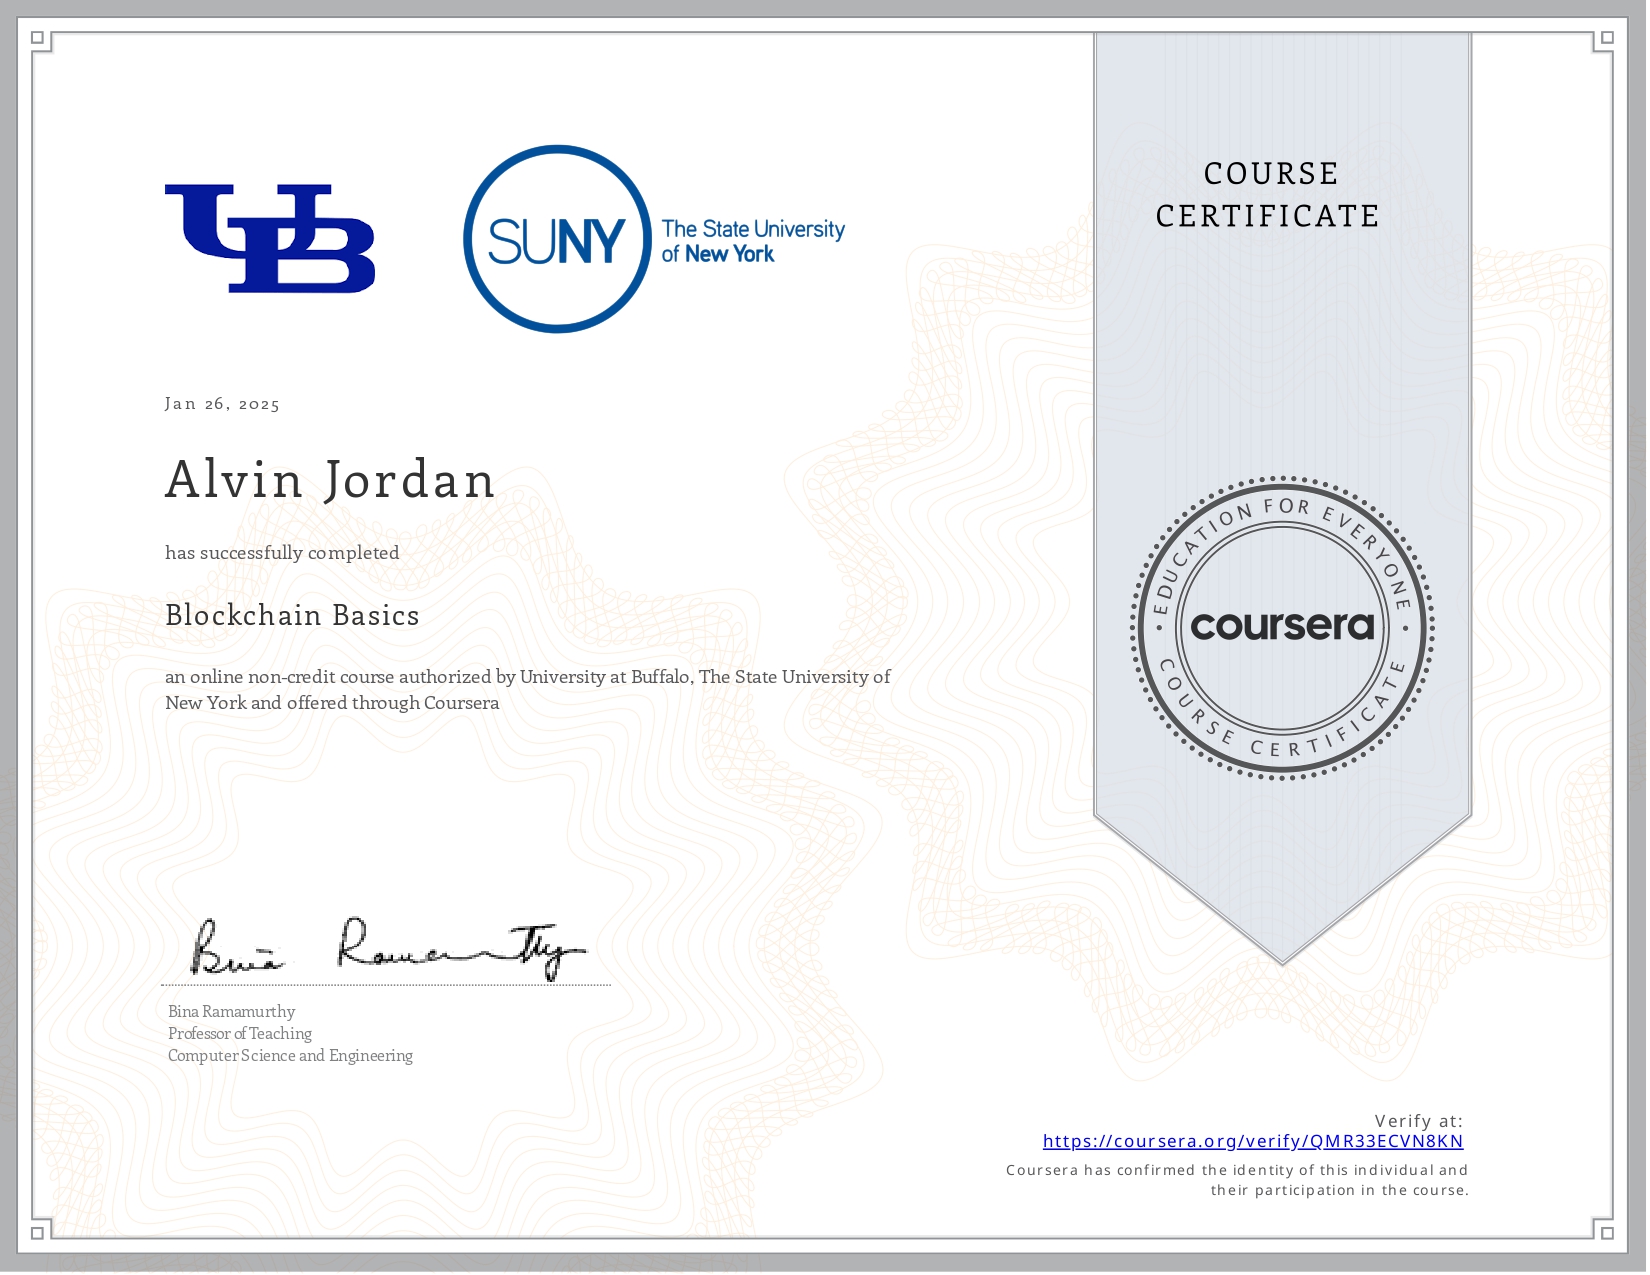 UB
SUNY
The State University
of New York
COURSE
CERTIFICATE
Jan 26, 2025
Alvin Jordan
has successfully completed
Blockchain Basics
an online non-credit course authorized by University at Buffalo, The State University of
New York and offered through Coursera
EDUCATION FOR EVERYONE
coursera
COURSE CERTIFICATE
Bina Ramamurthy
Bina Ramamurthy
Professor of Teaching
Computer Science and Engineering
Verify at:
https://coursera.org/verify/QMR33ECVN8KN
Coursera has confirmed the identity of this individual and
their participation in the course.